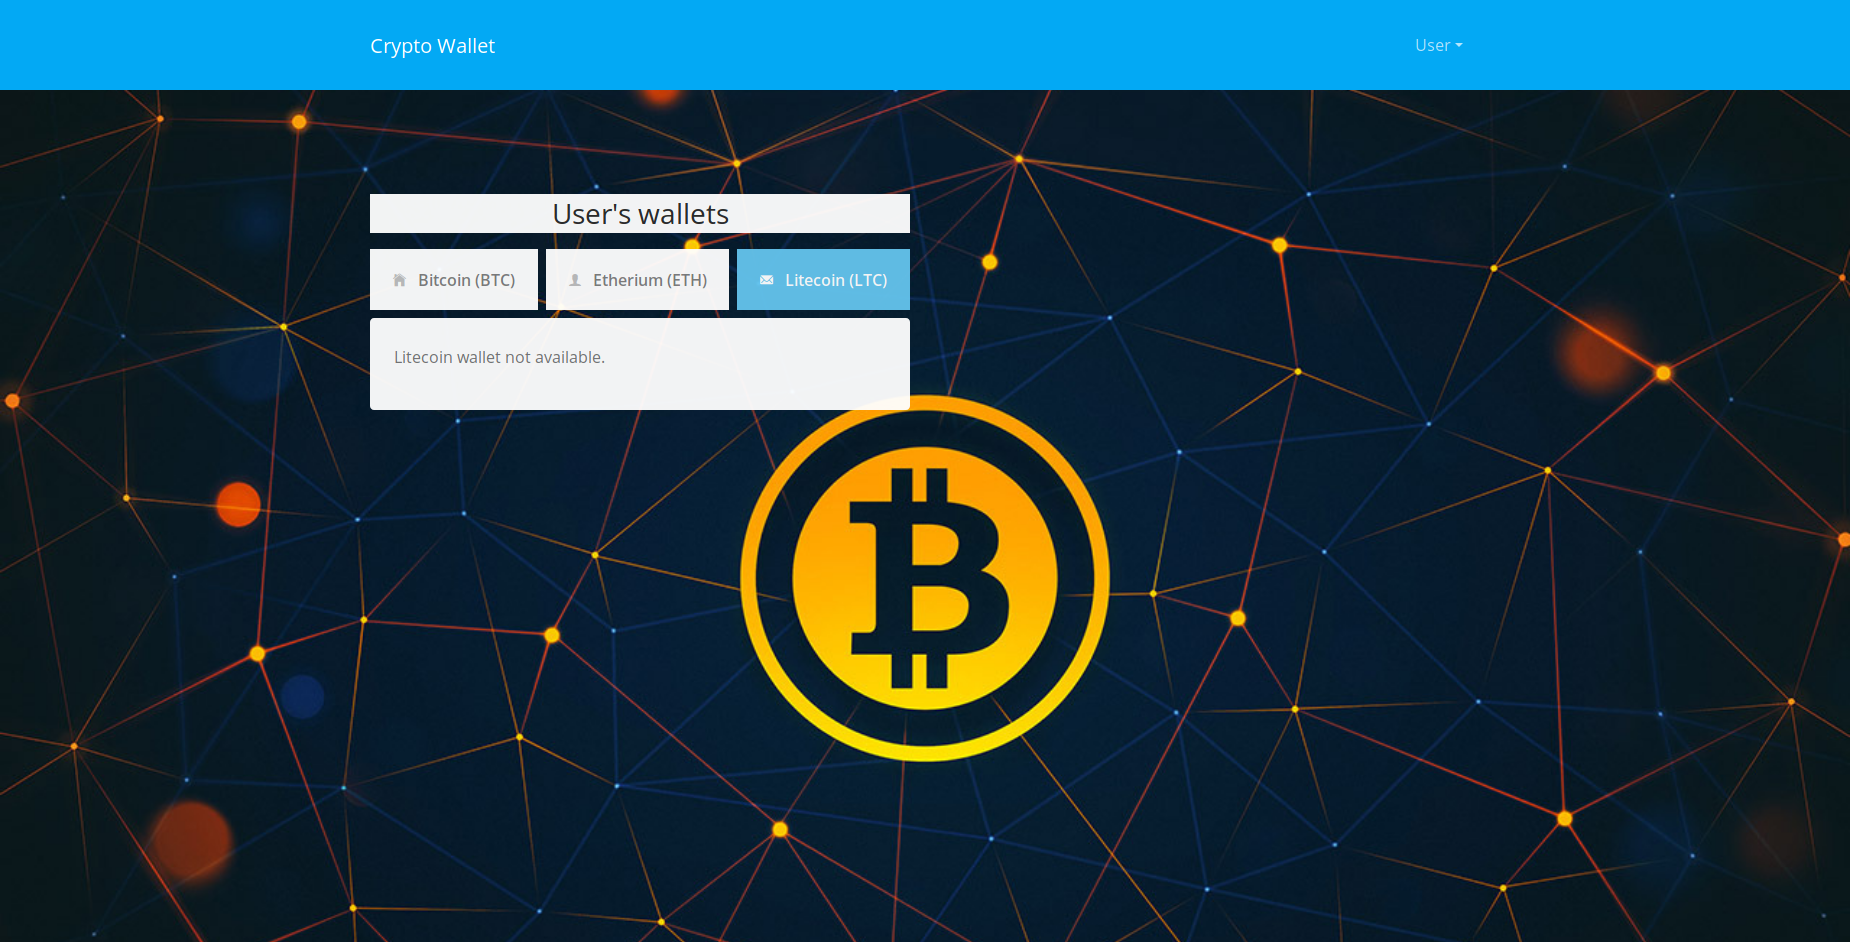 Crypto Wallet
User
User's wallets
Bitcoin (BTC)
Etherium (ETH)
Litecoin (LTC)
Litecoin wallet not available.